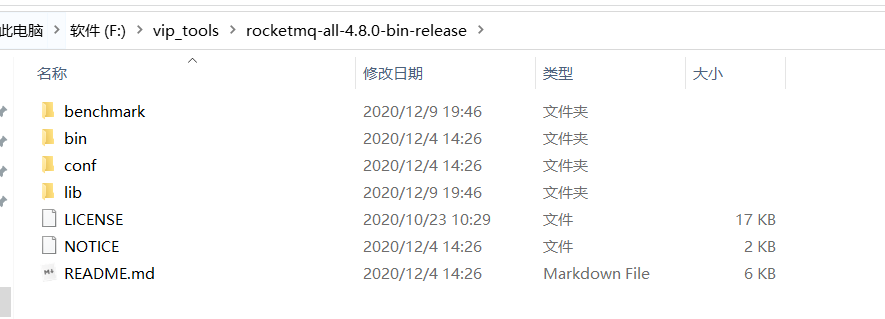 此电脑 > 软件 (F:) > vip_tools > rocketmq-all-4.8.0-bin-release >
名称 修改日期 类型 大小
benchmark 2020/12/9 19:46 文件夹
bin 2020/12/4 14:26 文件夹
conf 2020/12/4 14:26 文件夹
lib 2020/12/9 19:46 文件夹
LICENSE 2020/10/23 10:29 文件 17 KB
NOTICE 2020/12/4 14:26 文件 2 KB
README.md 2020/12/4 14:26 Markdown File 6 KB